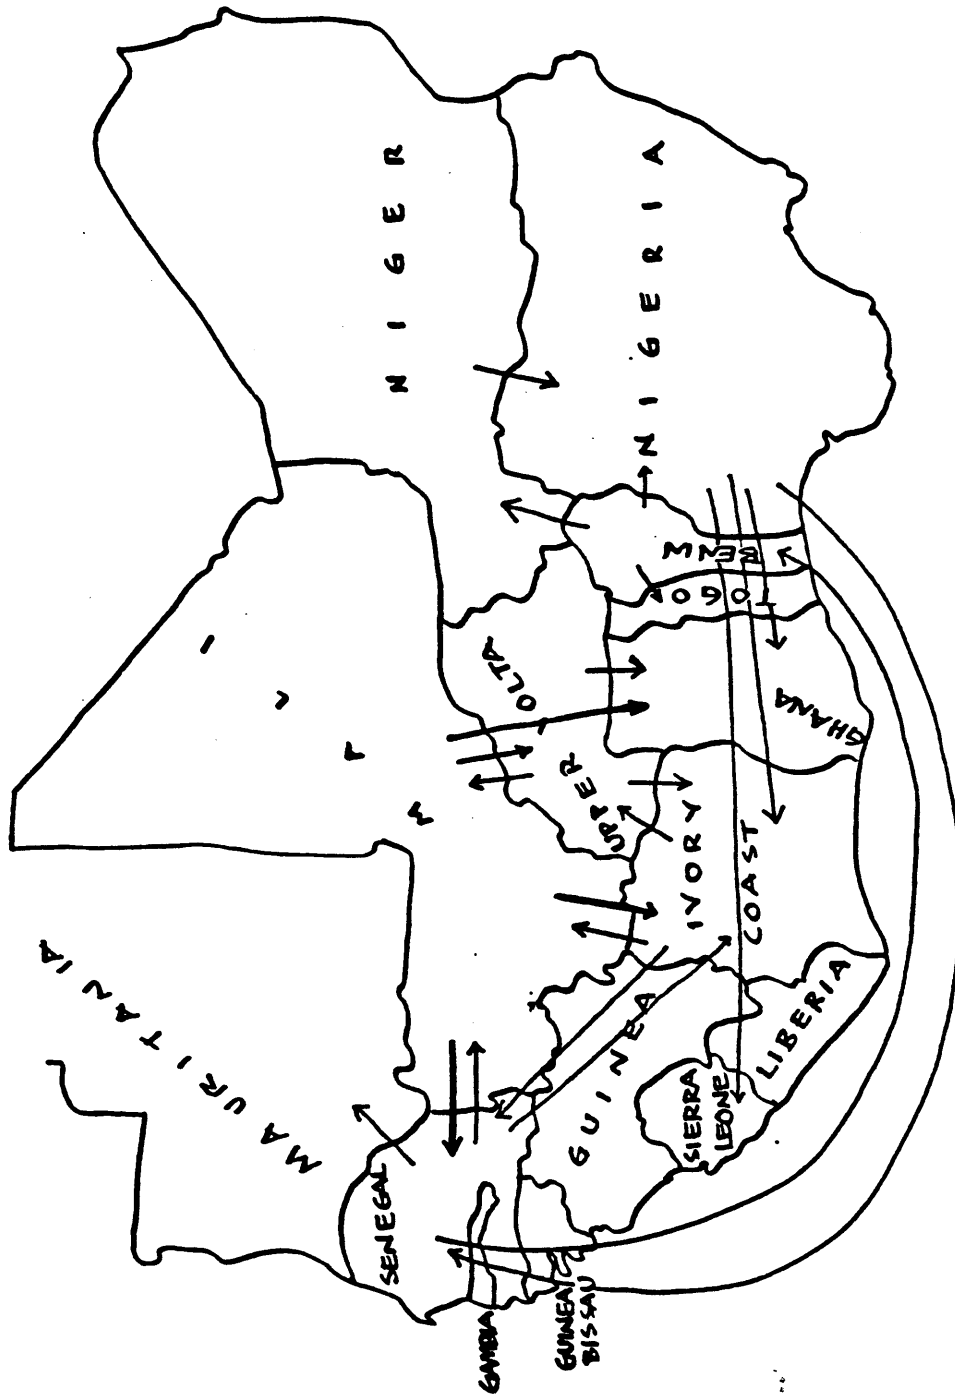 MAURITANIA
MALI
NIGER
SENEGAL
GAMBIA
GUINEA
BISSAU
GUINEA
SIERRA
LEONE
LIBERIA
IVORY
COAST
UPPER
VOLTA
GHANA
TOGO
BENIN
NIGERIA